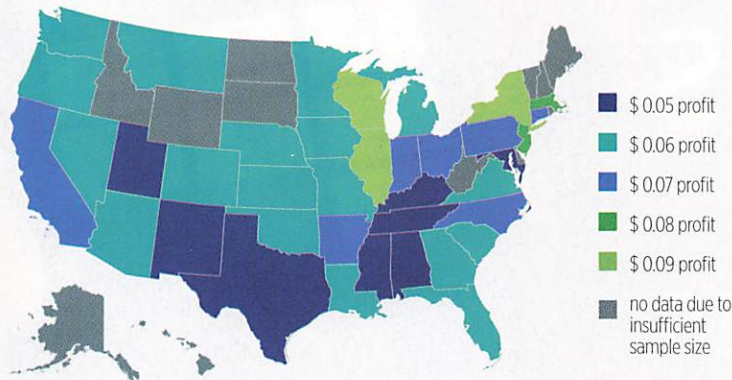 $ 0.05 profit
$ 0.06 profit
$ 0.07 profit
$ 0.08 profit
$ 0.09 profit
no data due to
insufficient
sample size